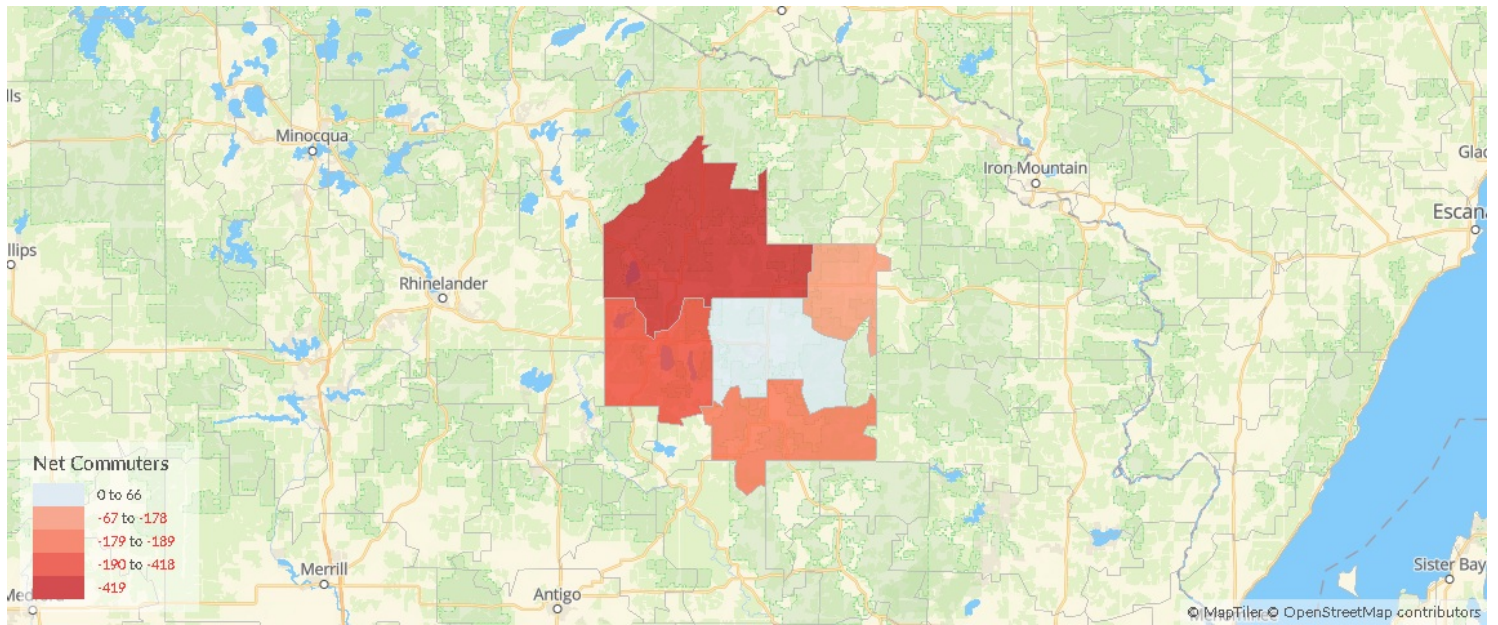 lls
Minocqua
Iron Mountain
Escana
llips
Rhinelander
Net Commuters
0 to 66
-67 to -178
-179 to -189
-190 to -418
-419
Merrill
Antigo
Sister Bay
© MapTiler © OpenStreetMap contributors